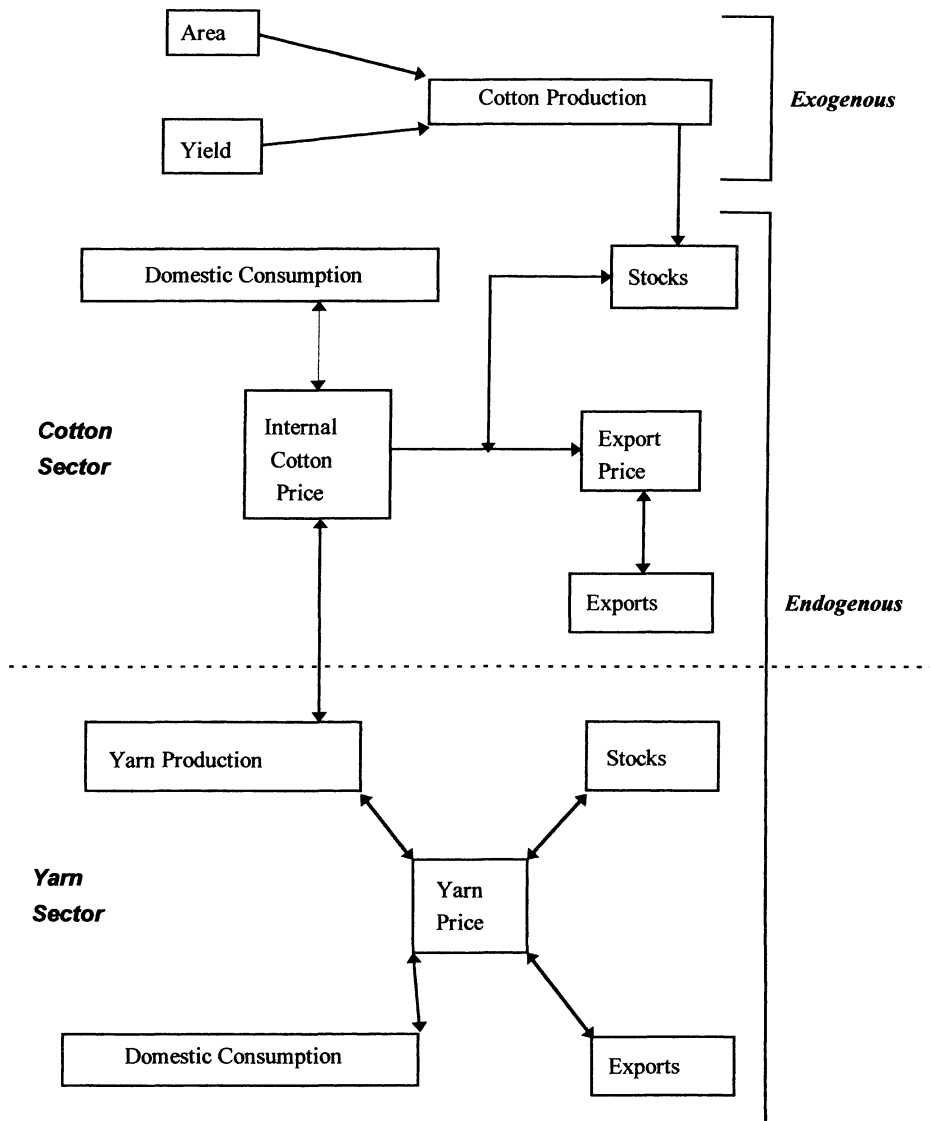 Area
Cotton Production
Exogenous
Yield
Domestic Consumption
Stocks
Cotton
Sector
Internal
Cotton
Price
Export
Price
Exports
Endogenous
Yarn Production
Stocks
Yarn
Sector
Yarn
Price
Domestic Consumption
Exports